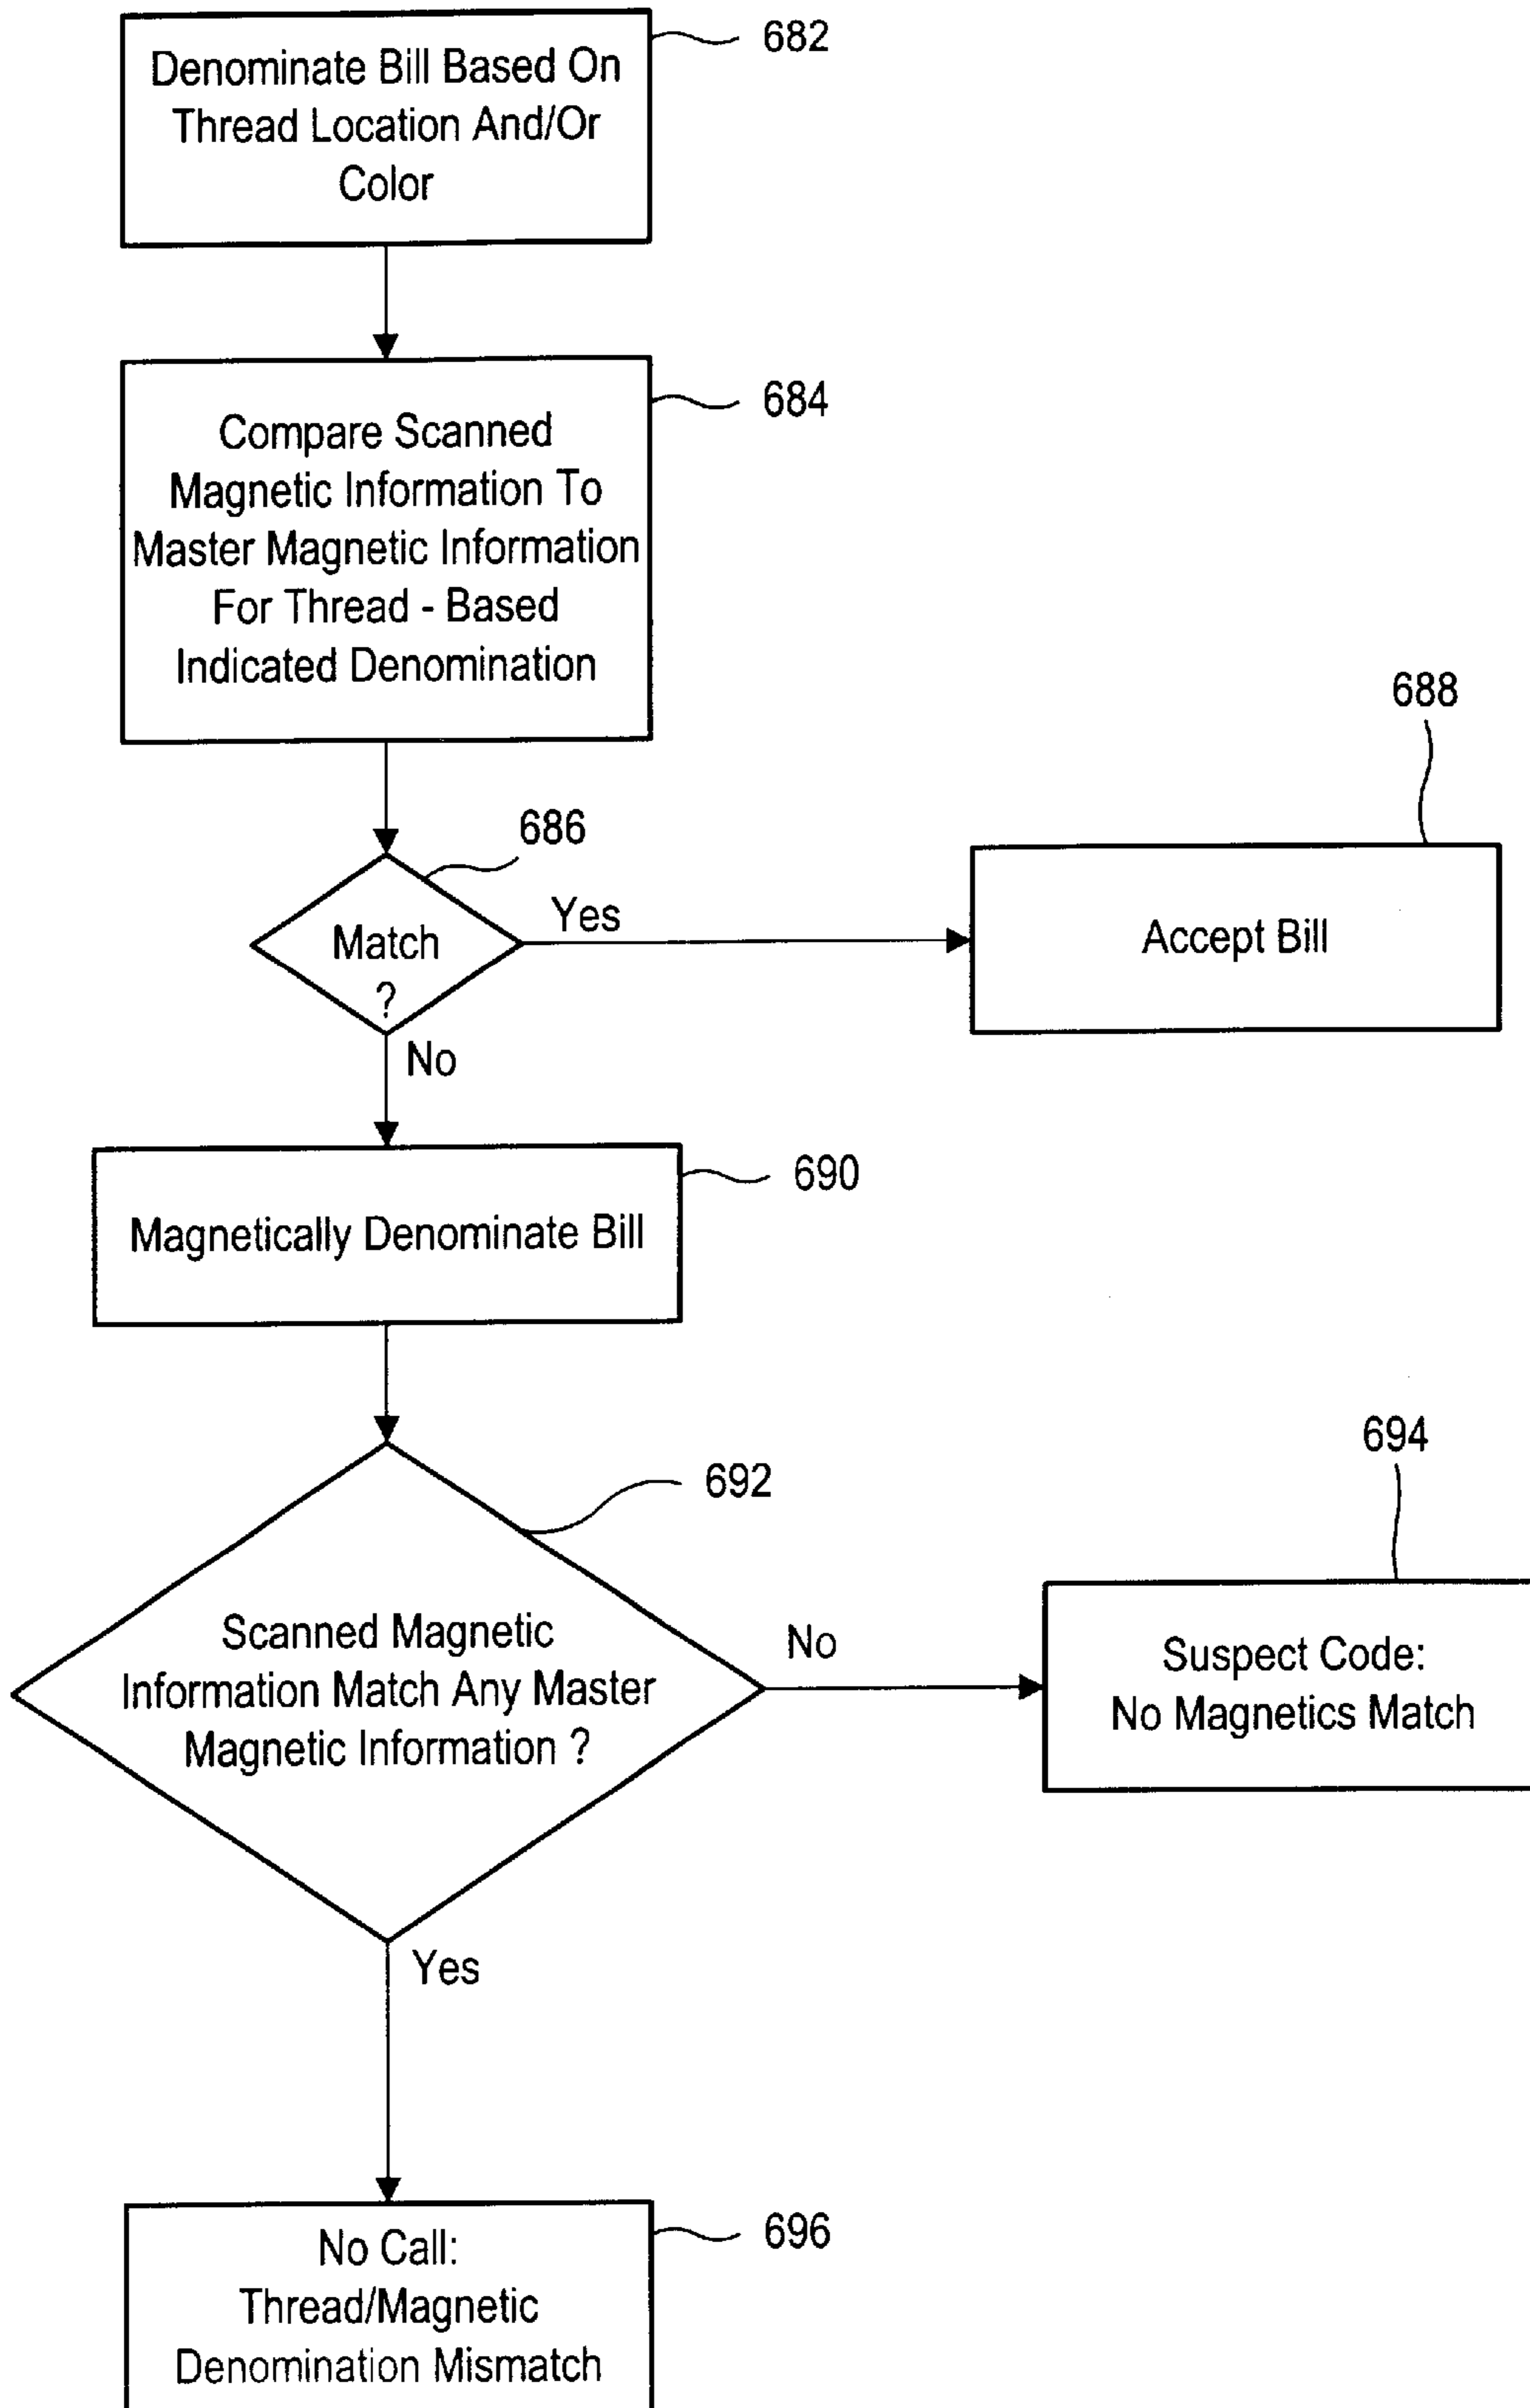 682
Denominate Bill Based On
Thread Location And/Or
Color
684
Compare Scanned
Magnetic Information To
Master Magnetic Information
For Thread - Based
Indicated Denomination
686
Match
?
Yes
688
Accept Bill
No
690
Magnetically Denominate Bill
692
Scanned Magnetic
Information Match Any Master
Magnetic Information ?
No
694
Suspect Code:
No Magnetics Match
Yes
696
No Call:
Thread/Magnetic
Denomination Mismatch